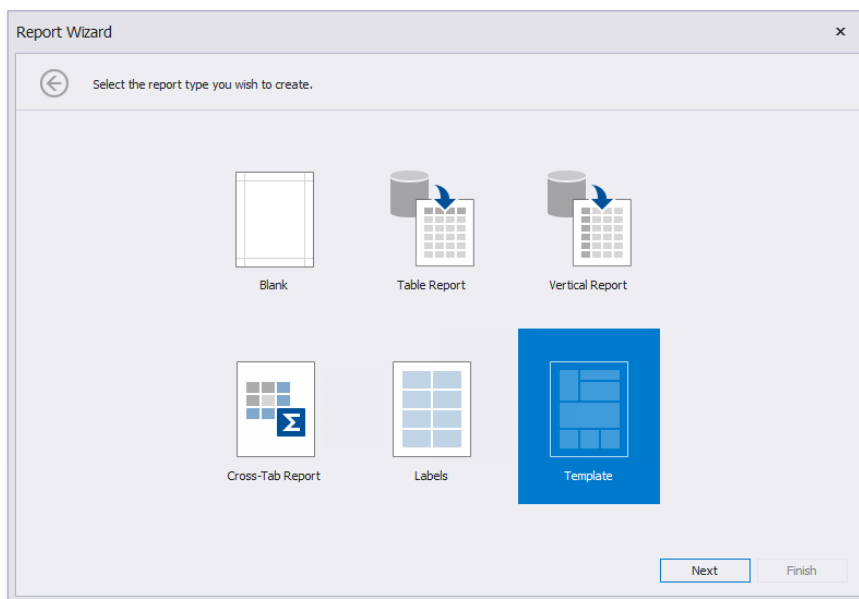 Report Wizard
Select the report type you wish to create.
Blank
Table Report
Vertical Report
Cross-Tab Report
Labels
Template
Next
Finish